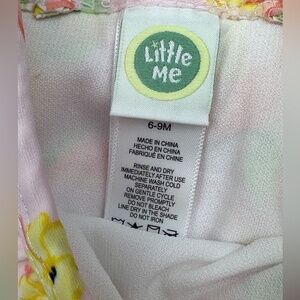 Little
Me
6-9M
MADE IN CHINA
HECHO EN CHINA
FABRIQUÉ EN CHINE
RINSE AND DRY
IMMEDIATELY AFTER USE
MACHINE WASH COLD
SEPARATELY
ON GENTLE CYCLE
REMOVE PROMPTLY
DO NOT BLEACH
LINE DRY IN THE SHADE
DO NOT IRON